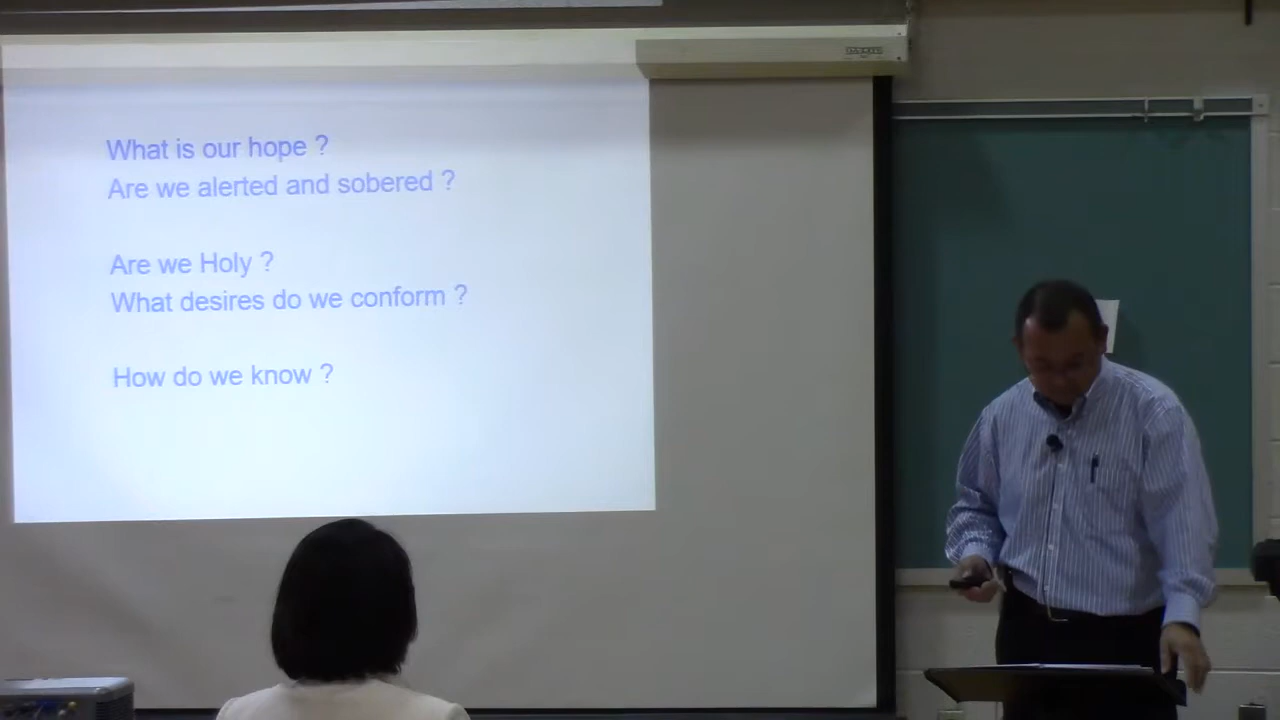 What is our hope ?
Are we alerted and sobered ?
Are we Holy ?
What desires do we conform ?
How do we know ?